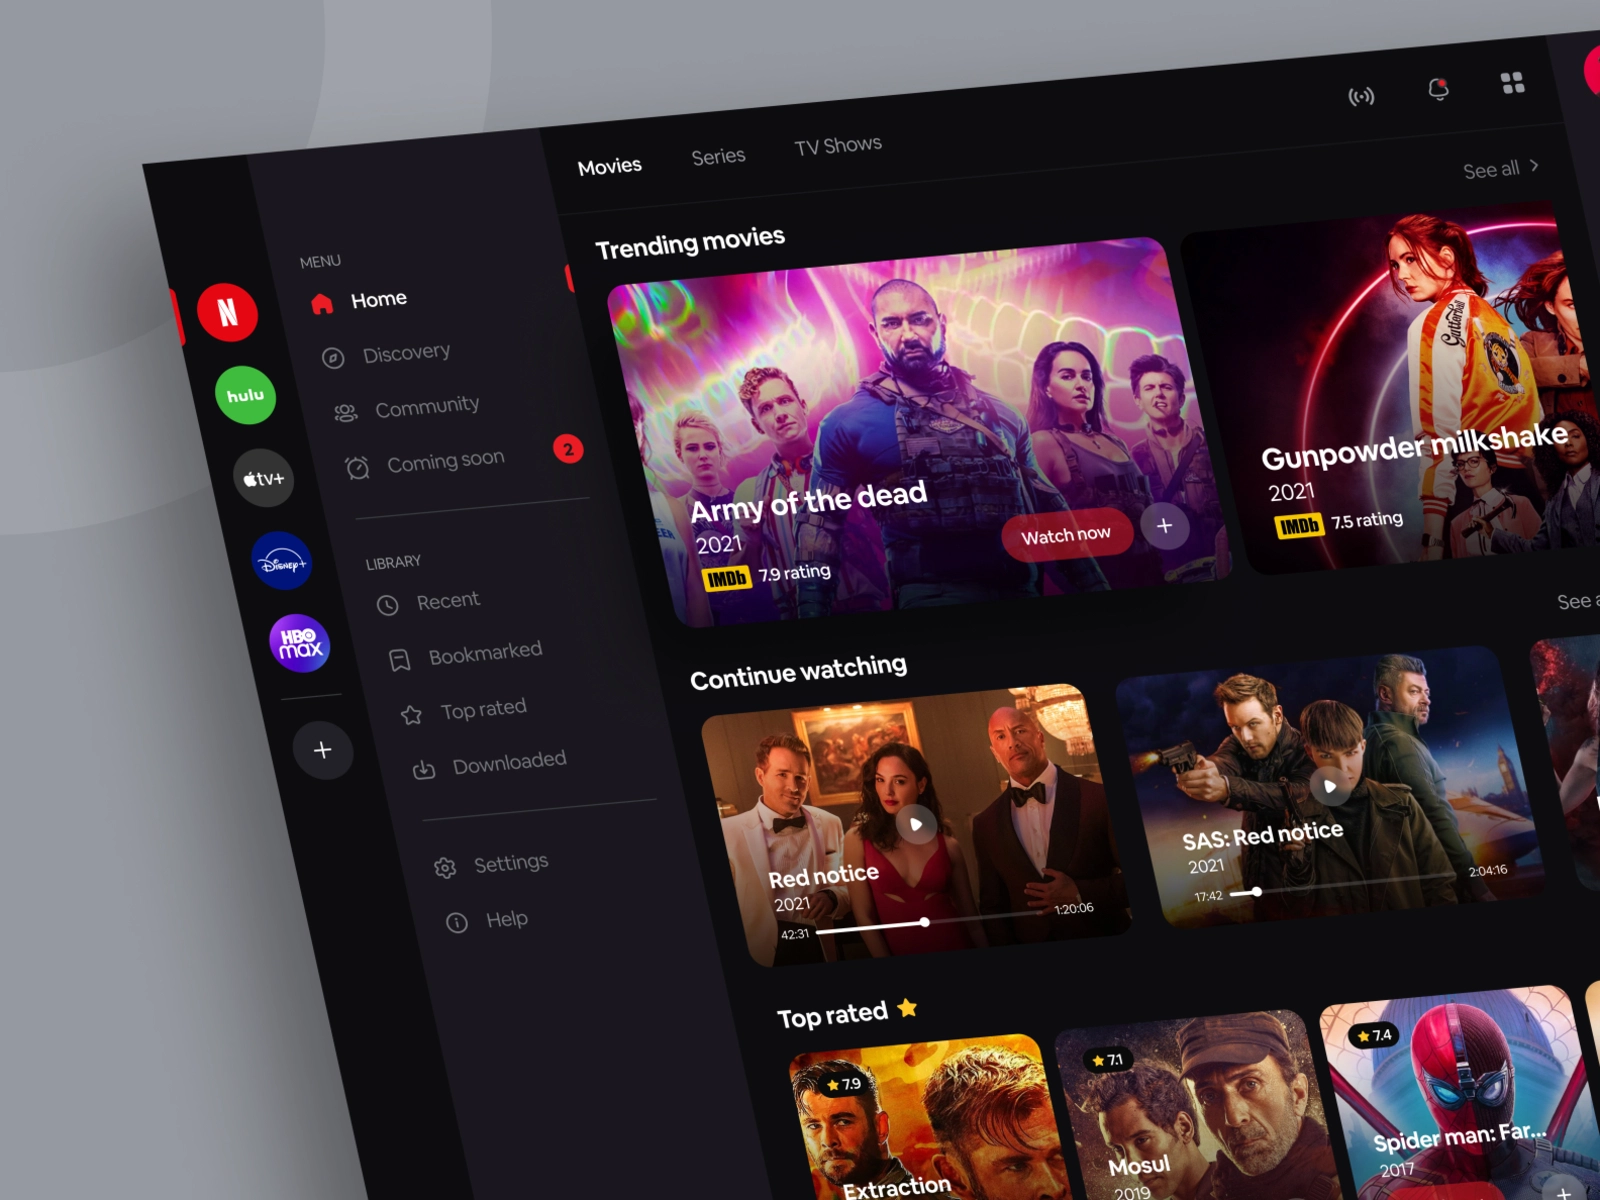 Movies
Series
TV Shows
N
hulu
tv+
Disney+
HBO
max
MENU
Home
Discovery
Community
Coming soon
2
LIBRARY
Recent
Bookmarked
Top rated
Downloaded
Settings
Help
Trending movies
See all
Army of the dead
2021
IMDb 7.9 rating
Watch now
Gutterball
Gunpowder milkshake
2021
IMDb 7.5 rating
Continue watching
See a
Red notice
2021
42:31
1:20:06
SAS: Red notice
2021
17:42
2:04:16
Top rated
7.9
Extraction
7.1
Mosul
2019
7.4
Spider man: Far...
2017